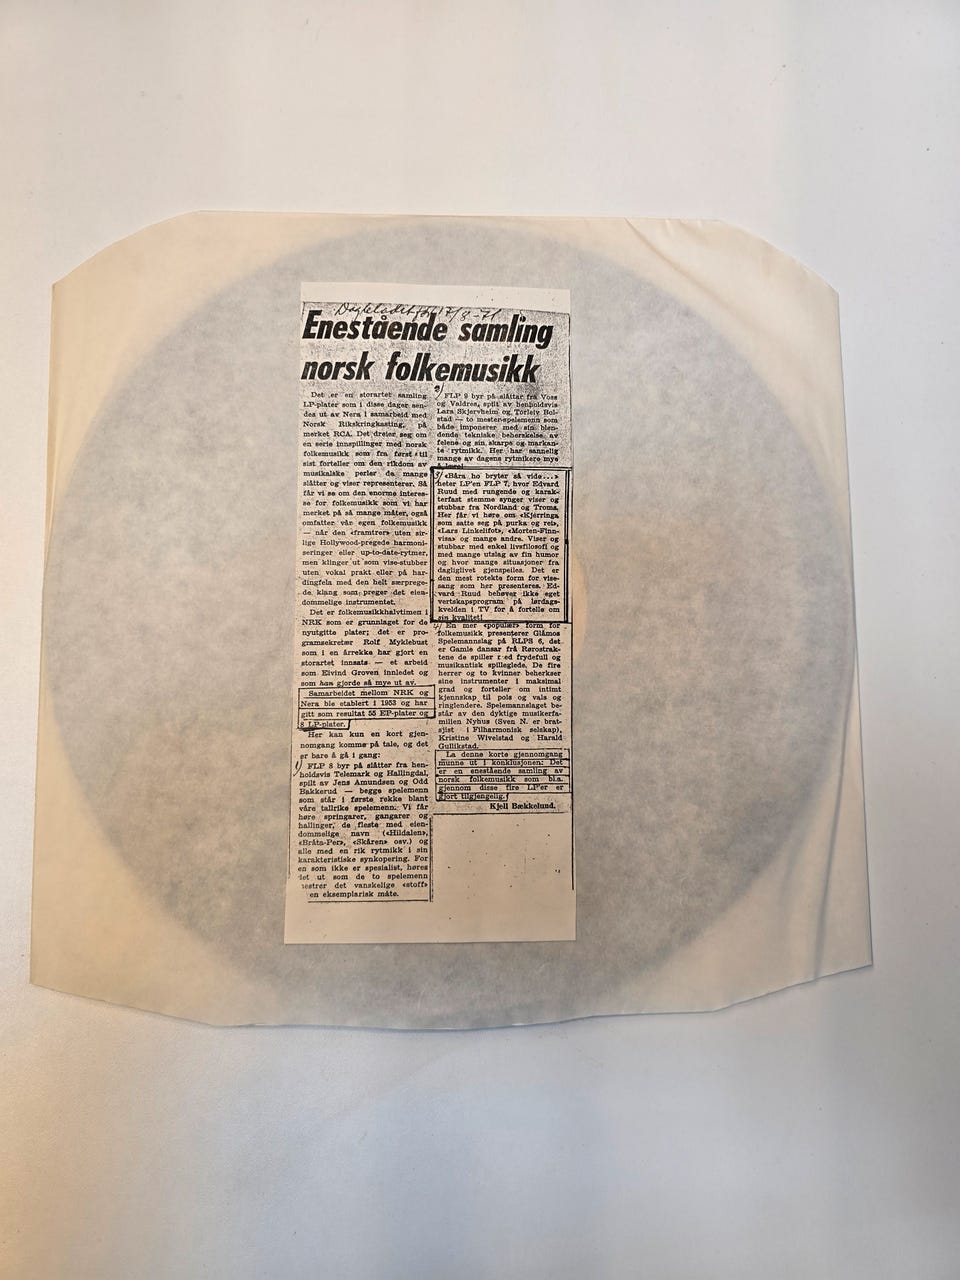 Dagbladet 17/8-71
Enestående samling
norsk folkemusikk
Det er en storartet samling
LP-plater som i disse dager sen-
des ut av Nera i samarbeid med
Norsk Rikskringkasting, på
merket RCA. Det dreier seg om
en serie innspillinger med norsk
folkemusikk som fra først til
sist forteller om den rikdom av
musikalske perler de mange
slåtter og viser representerer. Så
får vi se om den enorme interes-
se for folkemusikk som vi har
merket på så mange måter, også
omfatter vår egen folkemusikk
— når den «framtrer» uten sir-
lige Hollywood-pregede harmoni-
seringer eller up-to-date-rytmer,
men klinger ut som vise-stubber
uten vokal prakt eller på har-
dingfela med den helt særprege-
de klang som preger det eien-
dommelige instrumentet.
Det er folkemusikkhalvtimen i
NRK som er grunnlaget for de
nyutgitte plater; det er pro-
gramsekretær Rolf Myklebust
som i en årrekke har gjort en
storartet innsats — et arbeid
som Eivind Groven innledet og
som han gjorde så mye ut av.
Samarbeidet mellom NRK og
Nera ble etablert i 1953 og har
gitt som resultat 55 EP-plater og
8 LP-plater.
Her kan kun en kort gjen-
nomgang komme på tale, og det
er bare å gå i gang:
1/ FLP 8 byr på slåtter fra hen-
holdsvis Telemark og Hallingdal,
spilt av Jens Amundsen og Odd
Bakkerud — begge spelemenn
som står i første rekke blant
våre tallrike spelemenn. Vi får
høre springarer, gangarer og
hallinger, de fleste med eien-
dommelige navn («Hildalen»,
«Bråta-Per», «Skåren» osv.) og
alle med en rik rytmikk i sin
karakteristiske synkopering. For
en som ikke er spesialist, høres
det ut som de to spelemenn
mestrer det vanskelige «stoff»
en eksemplarisk måte.
2/ FLP 9 byr på slåttar fra Voss
og Valdres, spilt av henholdsvis
Lars Skjervheim og Torleiv Bol-
stad — to mester-spelemenn som
både imponerer med sin blen-
dende tekniske beherskelse av
felene og sin skarpe og markan-
te rytmikk. Her har sannelig
mange av dagens rytmikere mye
å lære!
3/ «Båra ho bryter så vide...»
heter LP'en FLP 7, hvor Edvard
Ruud med rungende og karak-
terfast stemme synger viser og
stubbar fra Nordland og Troms.
Her får vi høre om «Kjerringa
som satte seg på purka og rei»,
«Lars Linkelifot», «Morten-Finn-
visa» og mange andre. Viser og
stubbar med enkel livsfilosofi og
med mange utslag av fin humor
og hvor mange situasjoner fra
dagliglivet gjenspeiles. Det er
den mest rotekte form for vise-
sang som her presenteres. Ed-
vard Ruud behøver ikke eget
vertskapsprogram på lørdags-
kvelden i TV for å fortelle om
sin kvalitet!
4/ En mer «populær» form for
folkemusikk presenterer Glåmos
Spelemannslag på RLPS 6, det
er Gamle dansar frå Rørostrak-
tene de spiller med frydefull og
musikantisk spilleglede. De fire
herrer og to kvinner behersker
sine instrumenter i maksimal
grad og forteller om intimt
kjennskap til pols og vals og
ringlendere. Spelemannslaget be-
står av den dyktige musikerfa-
milien Nyhus (Sven N. er brat-
sjist i Filharmonisk selskap),
Kristine Wivelstad og Harald
Gullikstad.
La denne korte gjennomgang
munne ut i konklusjonen: Det
er en enestående samling av
norsk folkemusikk som bl.a.
gjennom disse fire LP'er er
gjort tilgjengelig.
Kjell Bækkelund.